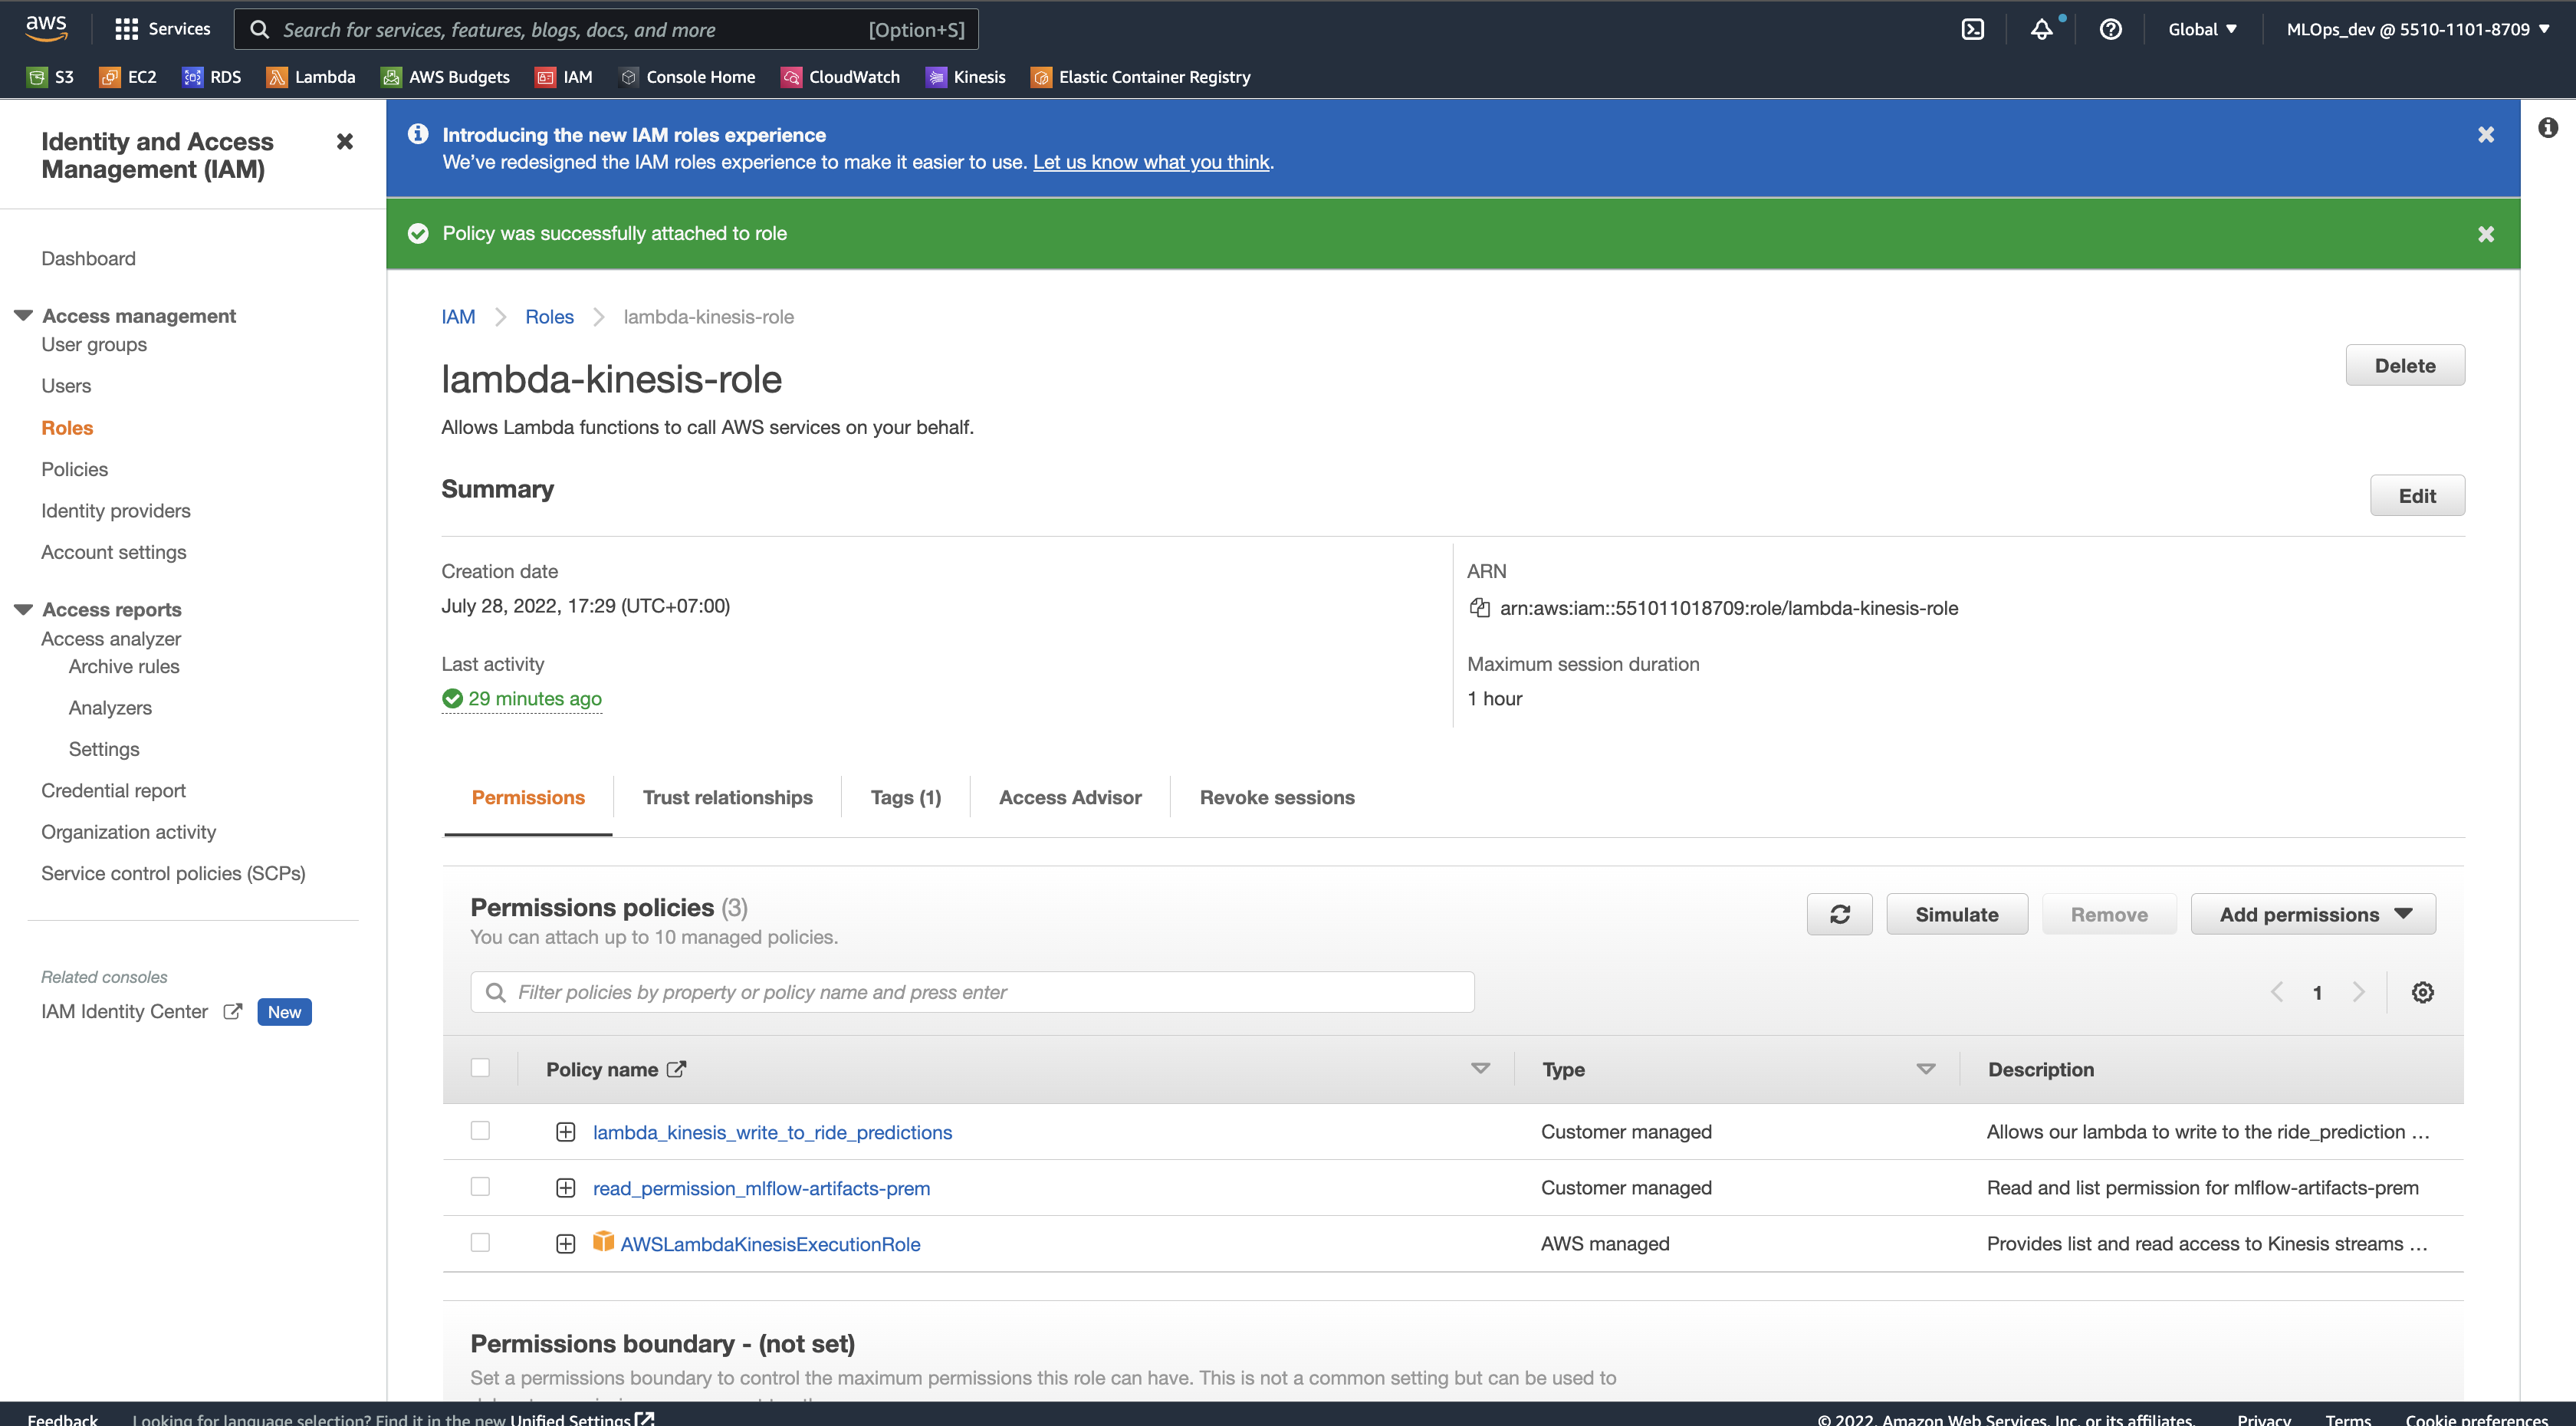 aws
Services
Search for services, features, blogs, docs, and more
[Option+S]
Global
MLOps_dev @ 5510-1101-8709
S3
EC2
RDS
Lambda
AWS Budgets
IAM
Console Home
CloudWatch
Kinesis
Elastic Container Registry
Identity and Access
Management (IAM)
Dashboard
Access management
User groups
Users
Roles
Policies
Identity providers
Account settings
Access reports
Access analyzer
Archive rules
Analyzers
Settings
Credential report
Organization activity
Service control policies (SCPs)
Related consoles
IAM Identity Center
New
Introducing the new IAM roles experience
We've redesigned the IAM roles experience to make it easier to use. Let us know what you think.
Policy was successfully attached to role
IAM
Roles
lambda-kinesis-role
lambda-kinesis-role
Delete
Allows Lambda functions to call AWS services on your behalf.
Summary
Edit
Creation date
July 28, 2022, 17:29 (UTC+07:00)
ARN
arn:aws:iam::551011018709:role/lambda-kinesis-role
Last activity
29 minutes ago
Maximum session duration
1 hour
Permissions
Trust relationships
Tags (1)
Access Advisor
Revoke sessions
Permissions policies (3)
You can attach up to 10 managed policies.
Simulate
Remove
Add permissions
Filter policies by property or policy name and press enter
1
Policy name
Type
Description
lambda_kinesis_write_to_ride_predictions
Customer managed
Allows our lambda to write to the ride_prediction ...
read_permission_mlflow-artifacts-prem
Customer managed
Read and list permission for mlflow-artifacts-prem
AWSLambdaKinesisExecutionRole
AWS managed
Provides list and read access to Kinesis streams ...
Permissions boundary - (not set)
Set a permissions boundary to control the maximum permissions this role can have. This is not a common setting but can be used to
Feedback
Looking for language selection? Find it in the new Unified Settings
© 2022, Amazon Web Services, Inc. or its affiliates.
Privacy
Terms
Cookie preferences